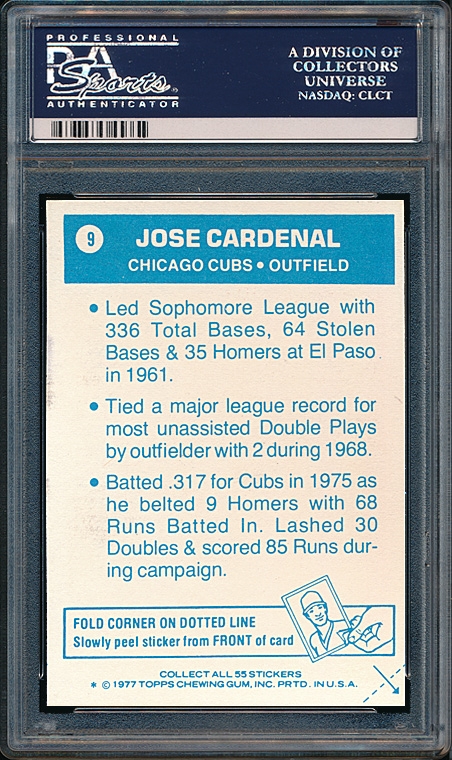 PROFESSIONAL
PSA
Sports
AUTHENTICATOR
A DIVISION OF
COLLECTORS
UNIVERSE
NASDAQ: CLCT
9
JOSE CARDENAL
CHICAGO CUBS • OUTFIELD
• Led Sophomore League with
336 Total Bases, 64 Stolen
Bases & 35 Homers at El Paso
in 1961.
• Tied a major league record for
most unassisted Double Plays
by outfielder with 2 during 1968.
• Batted .317 for Cubs in 1975 as
he belted 9 Homers with 68
Runs Batted In. Lashed 30
Doubles & scored 85 Runs dur-
ing campaign.
FOLD CORNER ON DOTTED LINE
Slowly peel sticker from FRONT of card
COLLECT ALL 55 STICKERS
* © 1977 TOPPS CHEWING GUM, INC. PRTD. IN U.S.A.